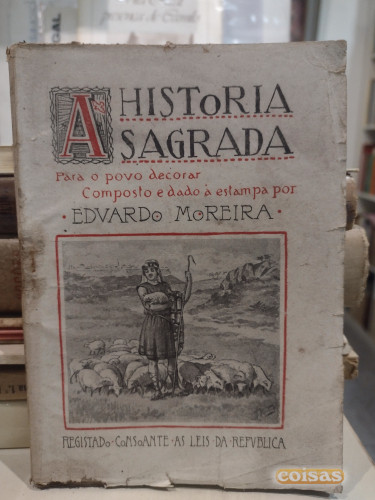 A HISTORIA
SAGRADA
Para o povo decorar
Composto e dado à estampa por
· EDVARDO MOREIRA ·
REGISTADO · CONSOANTE · AS LEIS · DA · REPVBLICA
coisas